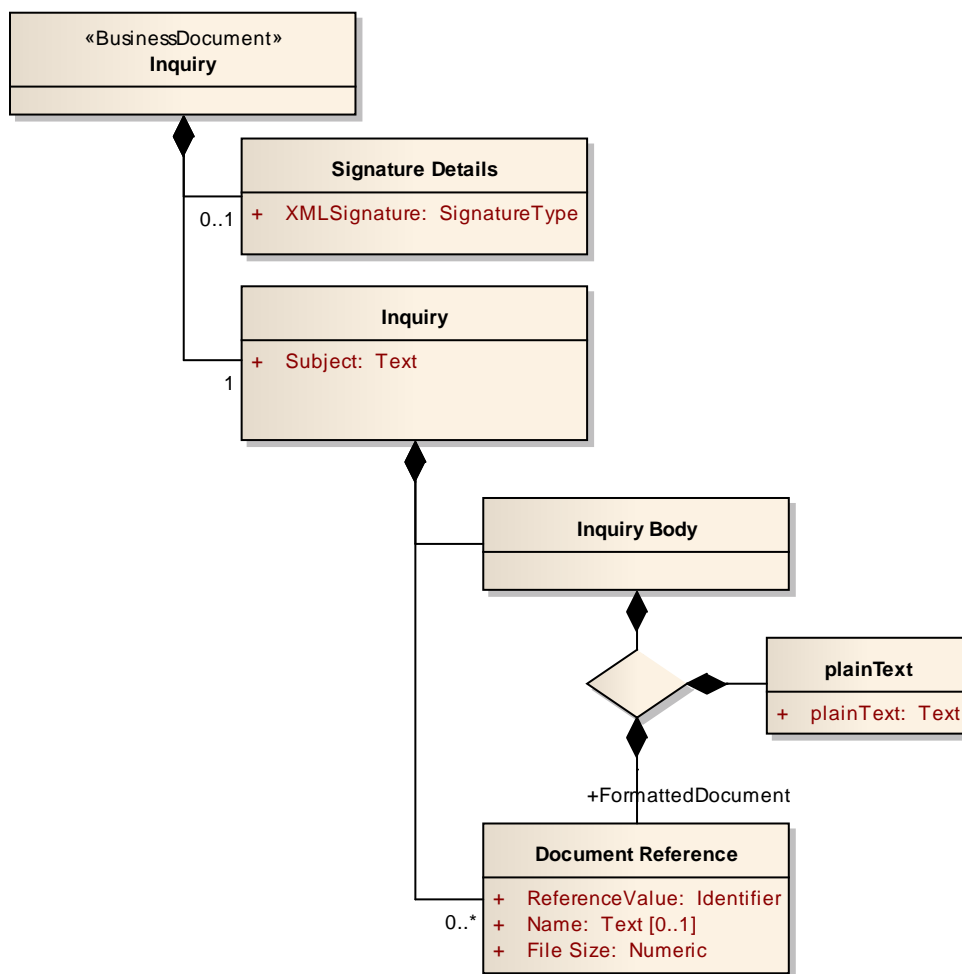 «BusinessDocument»
Inquiry
Signature Details
+ XMLSignature: SignatureType
0..1
Inquiry
+ Subject: Text
1
Inquiry Body
plainText
+ plainText: Text
+FormattedDocument
Document Reference
+ ReferenceValue: Identifier
+ Name: Text [0..1]
+ File Size: Numeric
0..*